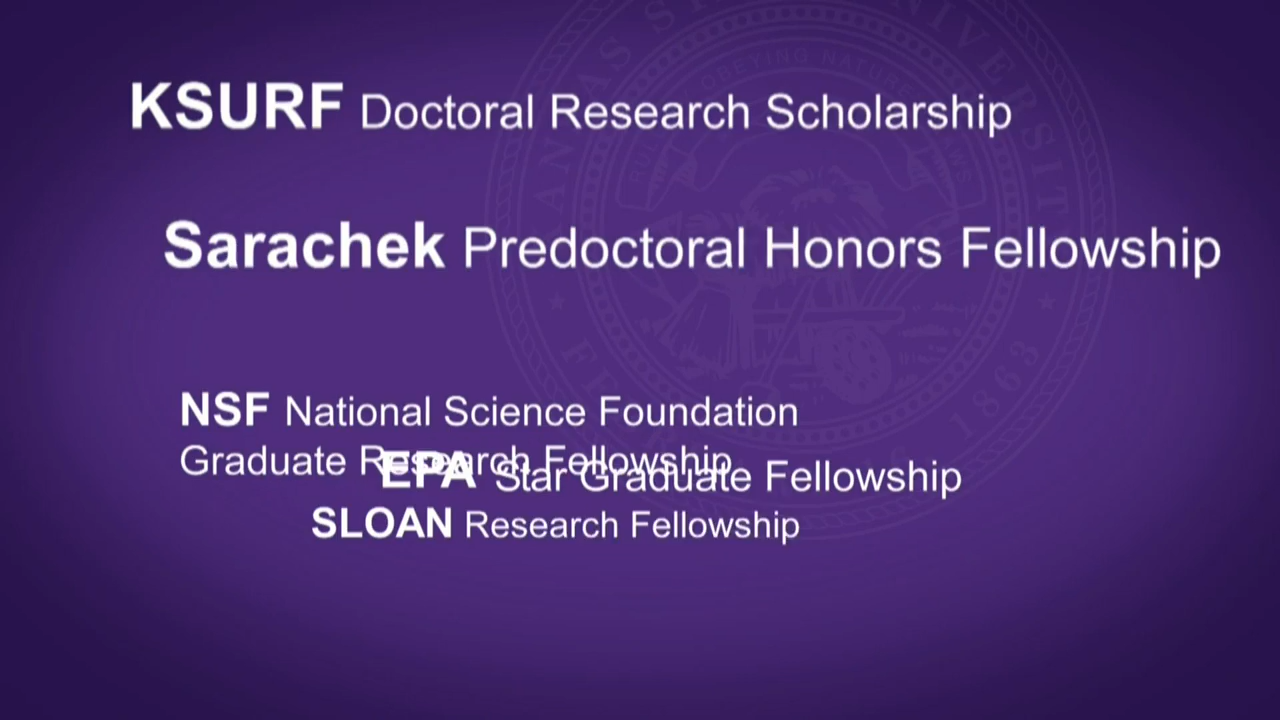 KSURF Doctoral Research Scholarship
Sarachek Predoctoral Honors Fellowship
NSF National Science Foundation
Graduate Research Fellowship
EPA Star Graduate Fellowship
SLOAN Research Fellowship
1863